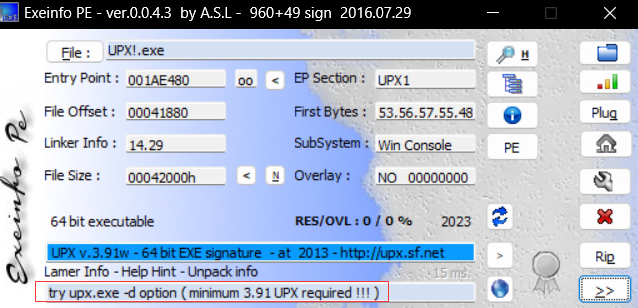 Exeinfo PE - ver.0.0.4.3 by A.S.L - 960+49 sign 2016.07.29
File : UPX!.exe H
Entry Point : 001AE480 oo < EP Section : UPX1
File Offset : 00041880 First Bytes : 53.56.57.55.48 Plug
Linker Info : 14.29 SubSystem : Win Console PE
File Size : 00042000h < N Overlay : NO 00000000
64 bit executable RES/OVL : 0 / 0 % 2023
UPX v.3.91w - 64 bit EXE signature - at 2013 - http://upx.sf.net > Rip
Lamer Info - Help Hint - Unpack info 15 ms.
try upx.exe -d option ( minimum 3.91 UPX required !!! ) >>
Exeinfo Pe